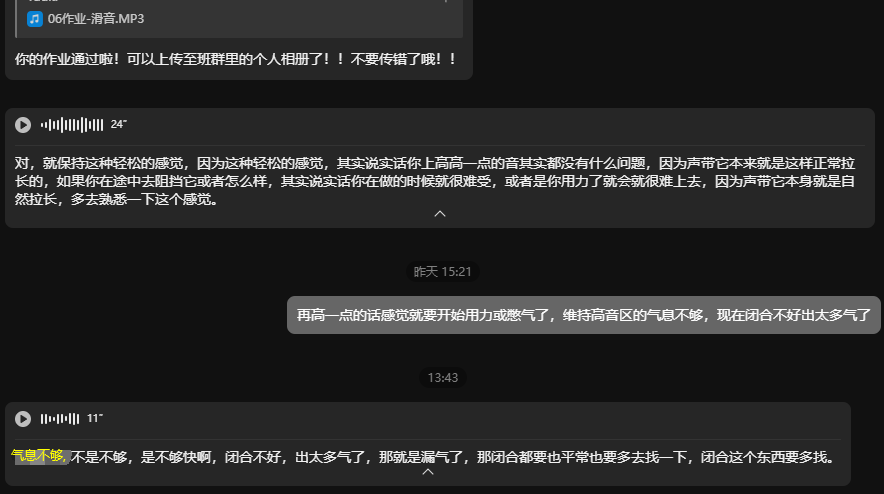 06作业-滑音.MP3
你的作业通过啦！可以上传至班群里的个人相册了！！不要传错了哦！！
24"
对，就保持这种轻松的感觉，因为这种轻松的感觉，其实说实话你上高高一点的音其实都没有什么问题，因为声带它本来就是这样正常拉
长的，如果你在途中去阻挡它或者怎么样，其实说实话你在做的时候就很难受，或者是你用力了就会就很难上去，因为声带它本身就是自
然拉长，多去熟悉一下这个感觉。
昨天 15:21
再高一点的话感觉就要开始用力或憋气了，维持高音区的气息不够，现在闭合不好出太多气了
13:43
11"
气息不够,不是不够，是不够快啊，闭合不好，出太多气了，那就是漏气了，那闭合都要也平常也要多去找一下，闭合这个东西要多找。